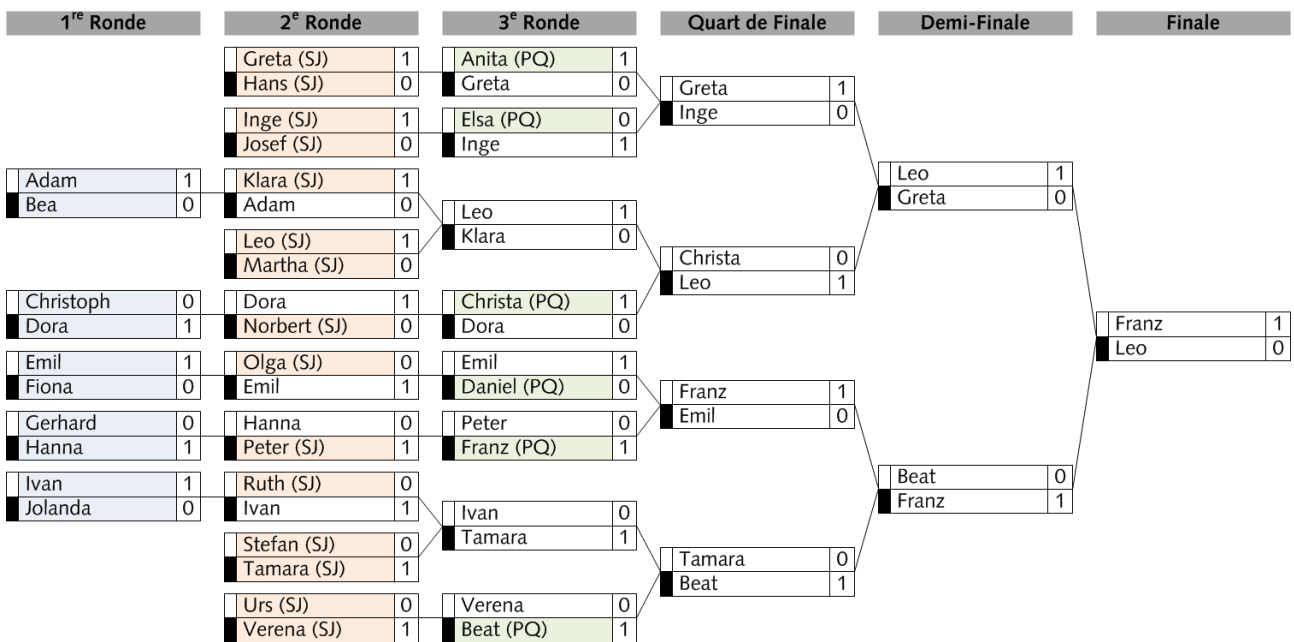 1re Ronde
2e Ronde
3e Ronde
Quart de Finale
Demi-Finale
Finale
Adam 1
Bea 0
Christoph 0
Dora 1
Emil 1
Fiona 0
Gerhard 0
Hanna 1
Ivan 1
Jolanda 0
Greta (SJ) 1
Hans (SJ) 0
Inge (SJ) 1
Josef (SJ) 0
Klara (SJ) 1
Adam 0
Leo (SJ) 1
Martha (SJ) 0
Dora 1
Norbert (SJ) 0
Olga (SJ) 0
Emil 1
Hanna 0
Peter (SJ) 1
Ruth (SJ) 0
Ivan 1
Stefan (SJ) 0
Tamara (SJ) 1
Urs (SJ) 0
Verena (SJ) 1
Anita (PQ) 1
Greta 0
Elsa (PQ) 0
Inge 1
Leo 1
Klara 0
Christa (PQ) 1
Dora 0
Emil 1
Daniel (PQ) 0
Peter 0
Franz (PQ) 1
Ivan 0
Tamara 1
Verena 0
Beat (PQ) 1
Greta 1
Inge 0
Christa 0
Leo 1
Franz 1
Emil 0
Tamara 0
Beat 1
Leo 1
Greta 0
Beat 0
Franz 1
Franz 1
Leo 0